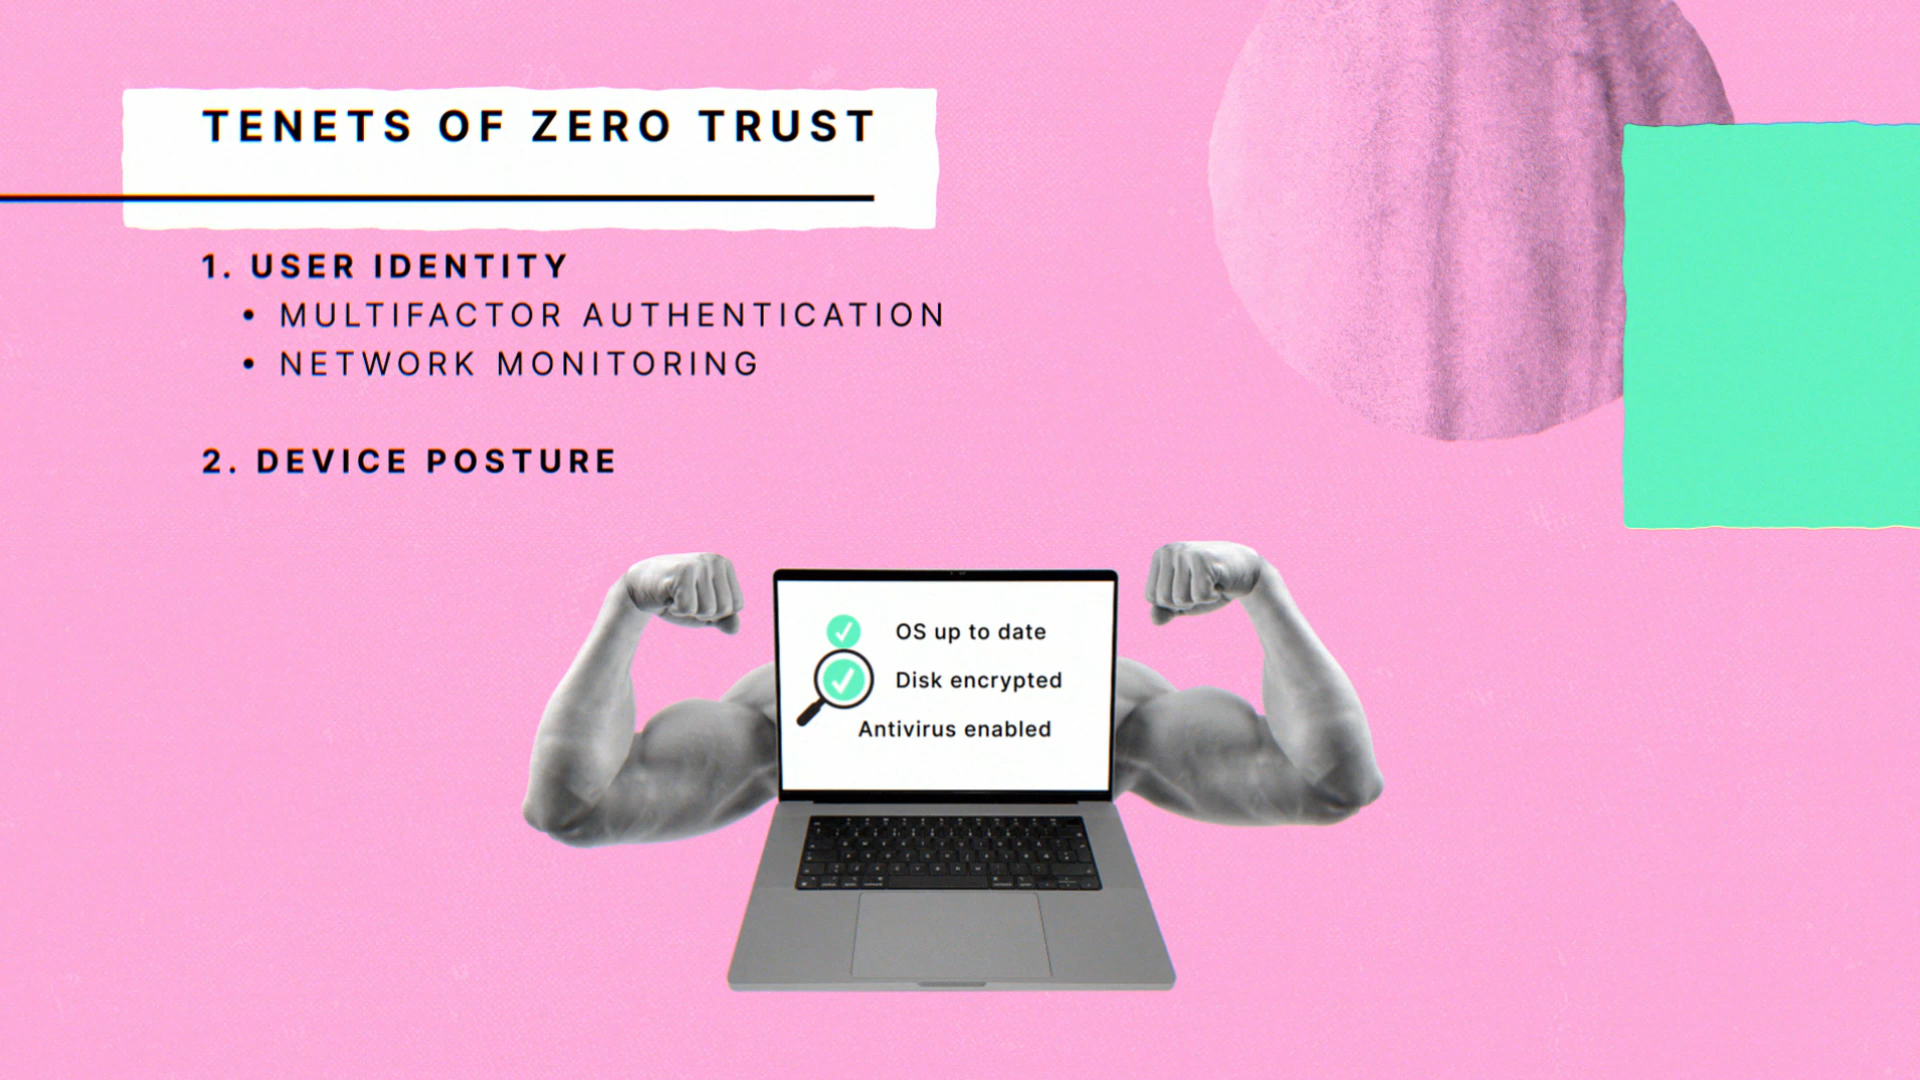 TENETS OF ZERO TRUST
1. USER IDENTITY
• MULTIFACTOR AUTHENTICATION
• NETWORK MONITORING
2. DEVICE POSTURE
OS up to date
Disk encrypted
Antivirus enabled